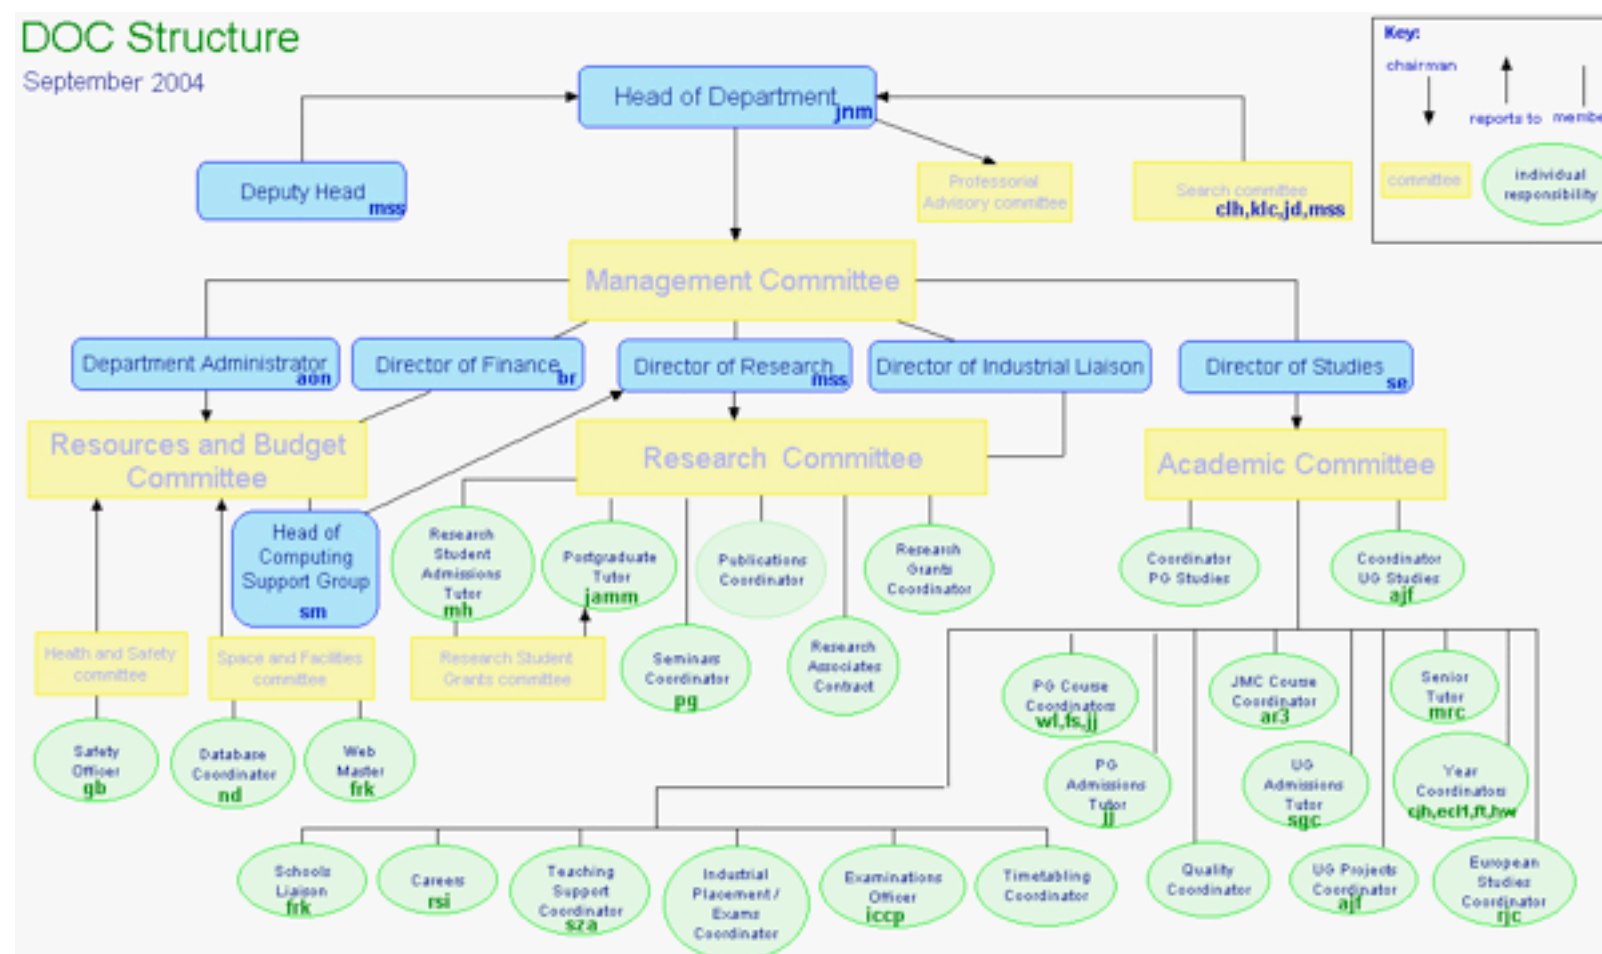 DOC Structure
September 2004
Key:
chairman
reports to
committee
individual
responsibility
Head of Department
jnm
Deputy Head
mss
Professorial
Advisory committee
Search committee
clh,klc,jd,mss
Management Committee
Department Administrator
aon
Director of Finance
br
Director of Research
mss
Director of Industrial Liaison
Director of Studies
se
Resources and Budget
Committee
Research Committee
Academic Committee
Head of
Computing
Support Group
sm
Research
Student
Admissions
Tutor
mh
Postgraduate
Tutor
jamm
Publications
Coordinator
Research
Grants
Coordinator
Coordinator
PG Studies
Coordinator
UG Studies
ajf
Health and Safety
committee
Space and Facilities
committee
Research Student
Grants committee
Seminars
Coordinator
pg
Research
Associates
Contract
PG Course
Coordinators
wl,fs,jj
JMC Course
Coordinator
ar3
Senior
Tutor
mrc
Safety
Officer
gb
Database
Coordinator
nd
Web
Master
frk
PG
Admissions
Tutor
jj
UG
Admissions
Tutor
sgc
Year
Coordinators
cjh,ecl1,ft,hw
Schools
Liaison
frk
Careers
rsi
Teaching
Support
Coordinator
sza
Industrial
Placement /
Exams
Coordinator
Examinations
Officer
iccp
Timetabling
Coordinator
Quality
Coordinator
UG Projects
Coordinator
ajf
European
Studies
Coordinator
rjc